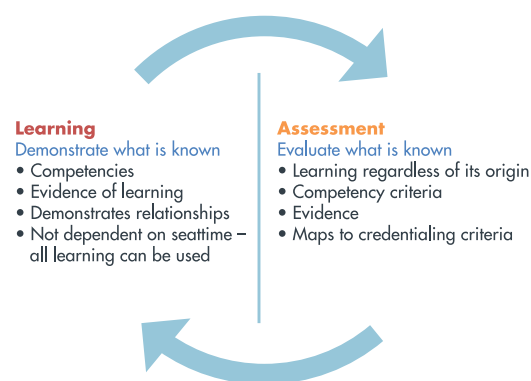 Learning
Demonstrate what is known
• Competencies
• Evidence of learning
• Demonstrates relationships
• Not dependent on seattime –
all learning can be used
Assessment
Evaluate what is known
• Learning regardless of its origin
• Competency criteria
• Evidence
• Maps to credentialing criteria